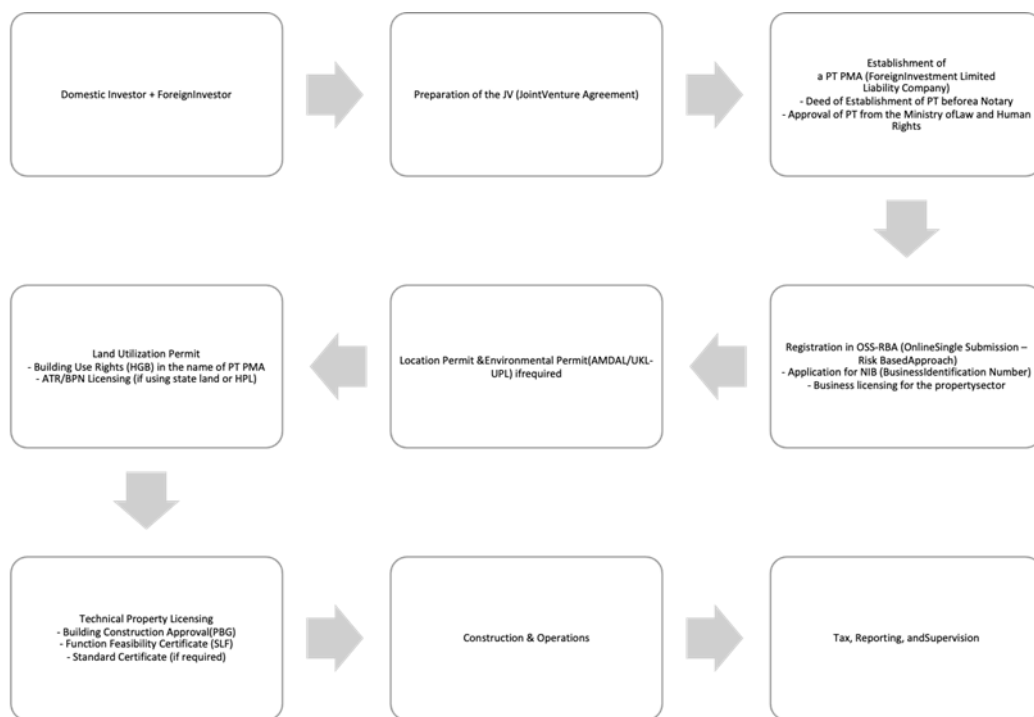 Domestic Investor + ForeignInvestor
Preparation of the JV (JointVenture Agreement)
Establishment of
a PT PMA (ForeignInvestment Limited
Liability Company)
- Deed of Establishment of PT beforea Notary
- Approval of PT from the Ministry ofLaw and Human
Rights
Registration in OSS-RBA (OnlineSingle Submission –
Risk BasedApproach)
- Application for NIB (BusinessIdentification Number)
- Business licensing for the propertysector
Location Permit &Environmental Permit(AMDAL/UKL-
UPL) ifrequired
Land Utilization Permit
- Building Use Rights (HGB) in the name of PT PMA
- ATR/BPN Licensing (if using state land or HPL)
Technical Property Licensing
- Building Construction Approval(PBG)
- Function Feasibility Certificate (SLF)
- Standard Certificate (if required)
Construction & Operations
Tax, Reporting, andSupervision